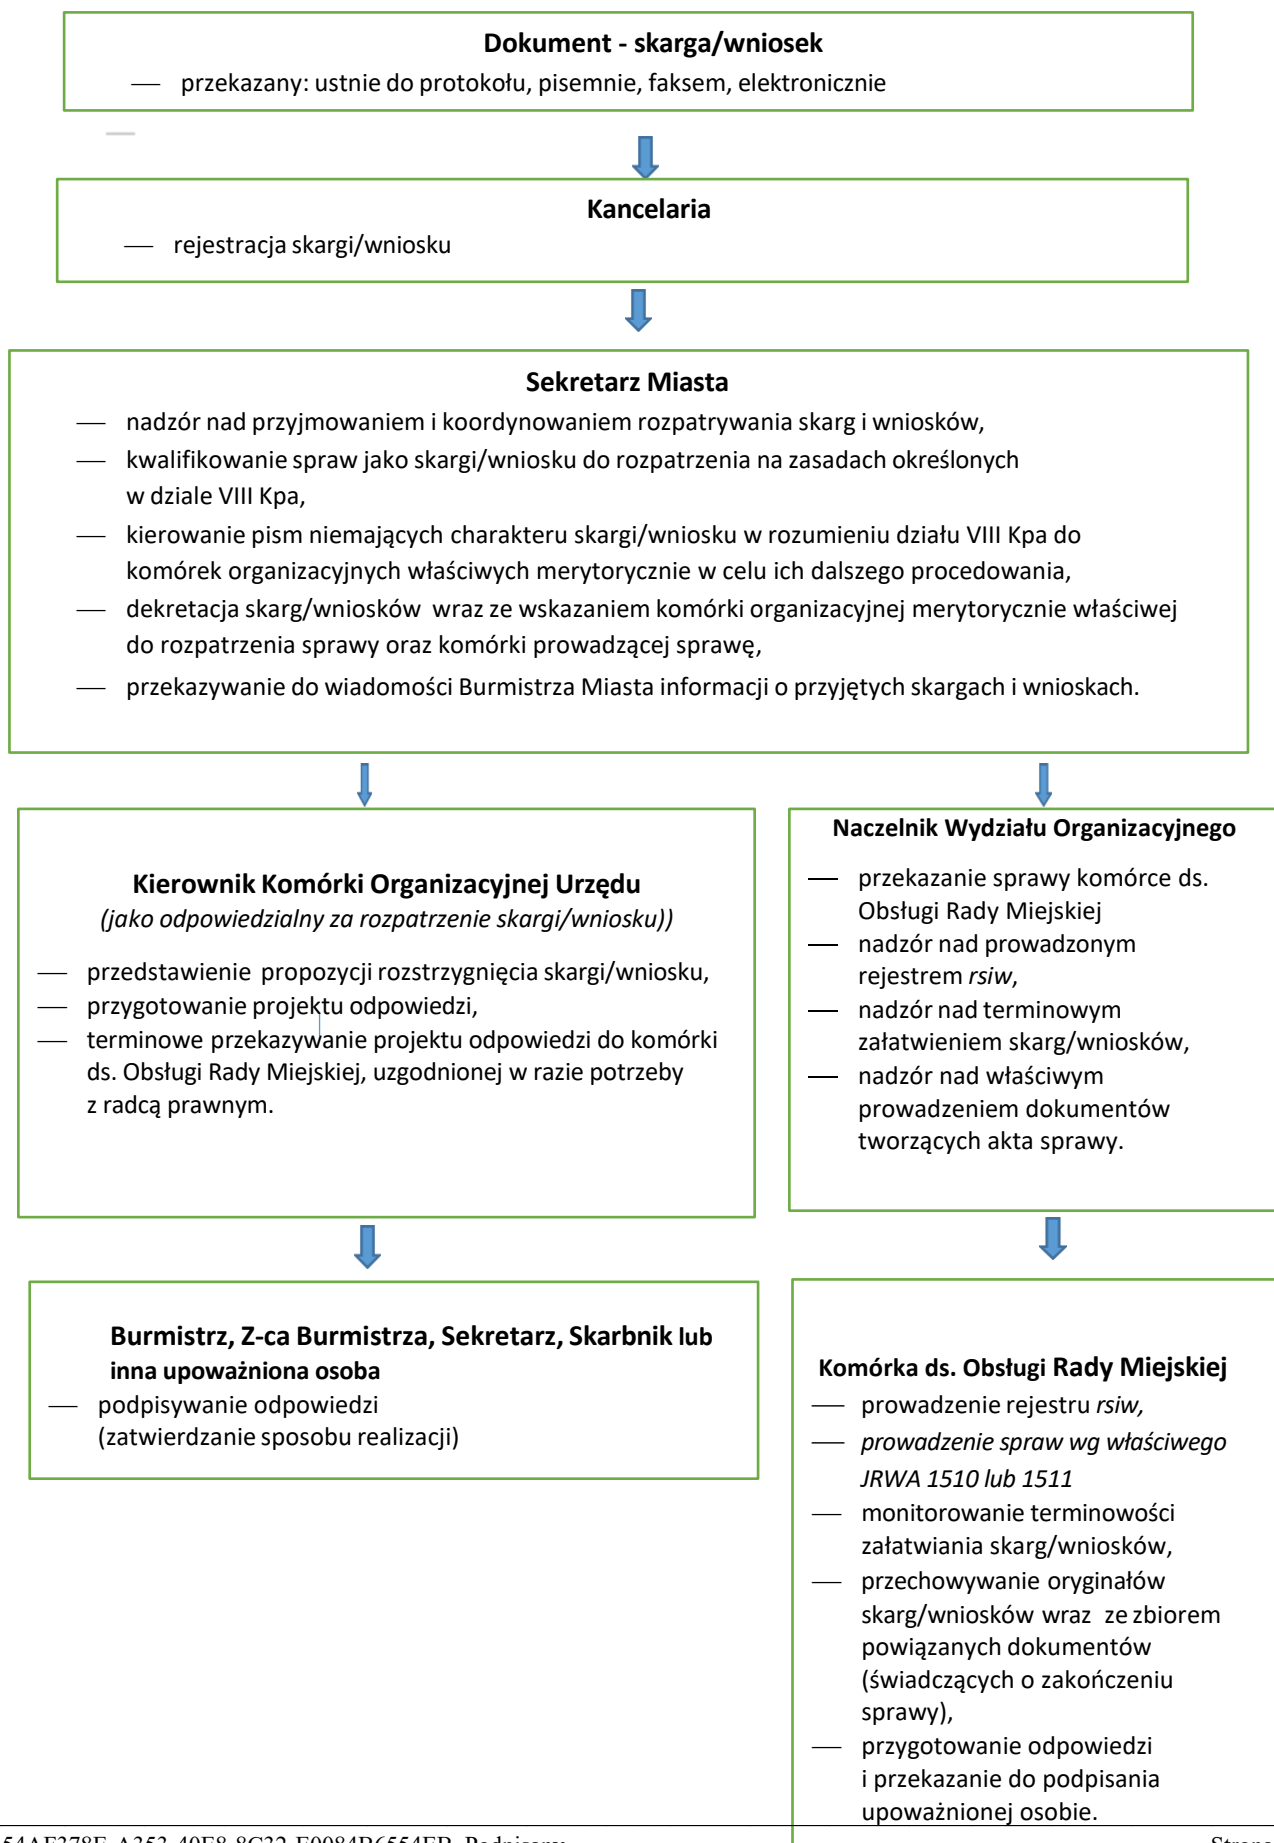 Dokument - skarga/wniosek
— przekazany: ustnie do protokołu, pisemnie, faksem, elektronicznie
Kancelaria
— rejestracja skargi/wniosku
Sekretarz Miasta
— nadzór nad przyjmowaniem i koordynowaniem rozpatrywania skarg i wniosków,
— kwalifikowanie spraw jako skargi/wniosku do rozpatrzenia na zasadach określonych
w dziale VIII Kpa,
— kierowanie pism niemających charakteru skargi/wniosku w rozumieniu działu VIII Kpa do
komórek organizacyjnych właściwych merytorycznie w celu ich dalszego procedowania,
— dekretacja skarg/wniosków wraz ze wskazaniem komórki organizacyjnej merytorycznie właściwej
do rozpatrzenia sprawy oraz komórki prowadzącej sprawę,
— przekazywanie do wiadomości Burmistrza Miasta informacji o przyjętych skargach i wnioskach.
Kierownik Komórki Organizacyjnej Urzędu
(jako odpowiedzialny za rozpatrzenie skargi/wniosku))
— przedstawienie propozycji rozstrzygnięcia skargi/wniosku,
— przygotowanie projektu odpowiedzi,
— terminowe przekazywanie projektu odpowiedzi do komórki
ds. Obsługi Rady Miejskiej, uzgodnionej w razie potrzeby
z radcą prawnym.
Naczelnik Wydziału Organizacyjnego
— przekazanie sprawy komórce ds.
Obsługi Rady Miejskiej
— nadzór nad prowadzonym
rejestrem rsiw,
— nadzór nad terminowym
załatwieniem skarg/wniosków,
— nadzór nad właściwym
prowadzeniem dokumentów
tworzących akta sprawy.
Burmistrz, Z-ca Burmistrza, Sekretarz, Skarbnik lub
inna upoważniona osoba
— podpisywanie odpowiedzi
(zatwierdzanie sposobu realizacji)
Komórka ds. Obsługi Rady Miejskiej
— prowadzenie rejestru rsiw,
— prowadzenie spraw wg właściwego
JRWA 1510 lub 1511
— monitorowanie terminowości
załatwiania skarg/wniosków,
— przechowywanie oryginałów
skarg/wniosków wraz ze zbiorem
powiązanych dokumentów
(świadczących o zakończeniu
sprawy),
— przygotowanie odpowiedzi
i przekazanie do podpisania
upoważnionej osobie.